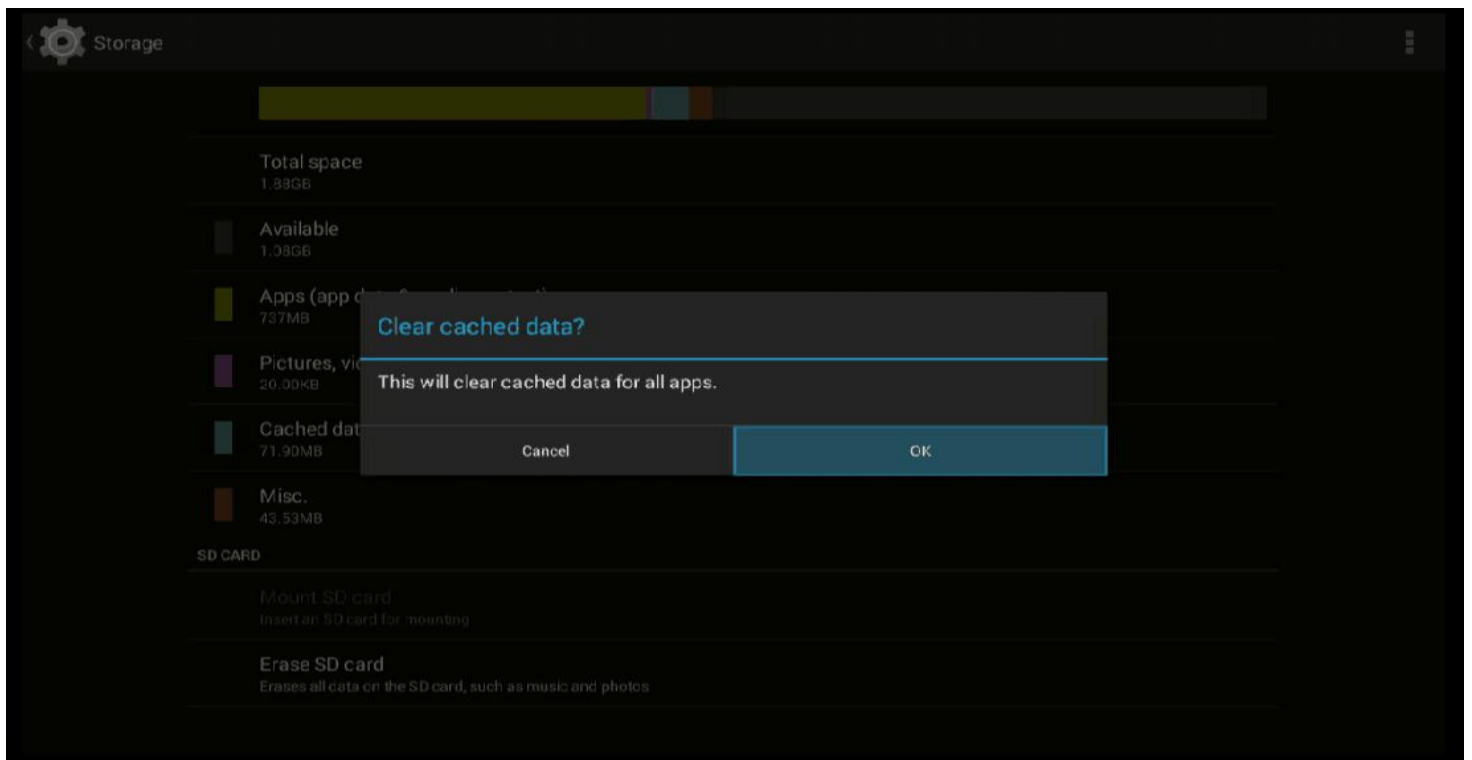 Storage
Total space
1.88GB
Available
1.08GB
Apps (app
737MB
Pictures,
20.00KB
Cached dat
71.90MB
Misc.
43.53MB
Clear cached data?
This will clear cached data for all apps.
Cancel
OK
SD CARD
Mount SD card
Insert an SD card for mounting
Erase SD card
Erases all data on the SD card, such as music and photos